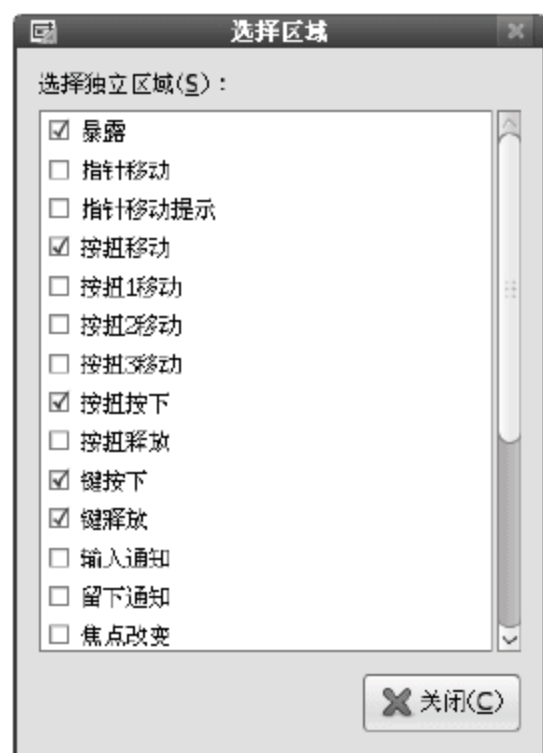 选择区域
选择独立区域(S)：
暴露
指针移动
指针移动提示
按扭移动
按扭1移动
按扭2移动
按扭3移动
按扭按下
按扭释放
键按下
键释放
输入通知
留下通知
焦点改变
关闭(C)